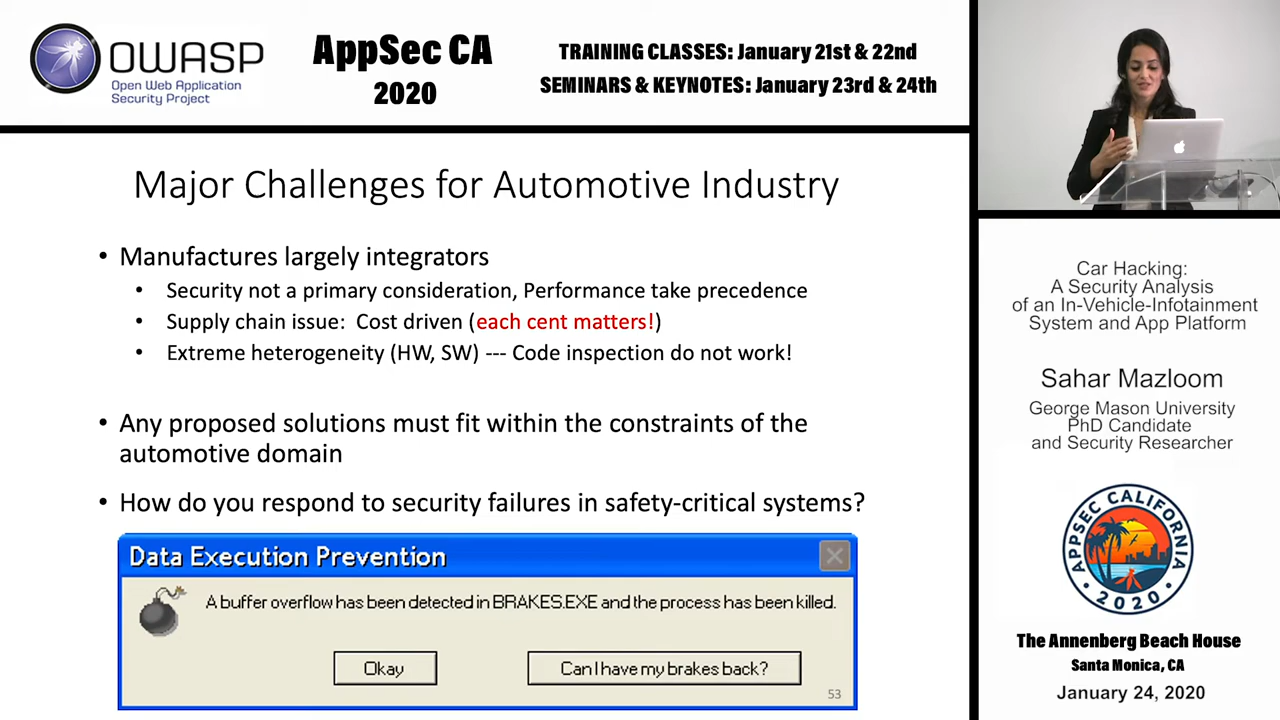 OWASP
Open Web Application
Security Project
AppSec CA
2020
TRAINING CLASSES: January 21st & 22nd
SEMINARS & KEYNOTES: January 23rd & 24th
Major Challenges for Automotive Industry
• Manufactures largely integrators
• Security not a primary consideration, Performance take precedence
• Supply chain issue: Cost driven (each cent matters!)
• Extreme heterogeneity (HW, SW) --- Code inspection do not work!
• Any proposed solutions must fit within the constraints of the
automotive domain
• How do you respond to security failures in safety-critical systems?
Data Execution Prevention
A buffer overflow has been detected in BRAKES.EXE and the process has been killed.
Okay
Can I have my brakes back?
53
Car Hacking:
A Security Analysis
of an In-Vehicle-Infotainment
System and App Platform
Sahar Mazloom
George Mason University
PhD Candidate
and Security Researcher
APPSEC CALIFORNIA
2020
The Annenberg Beach House
Santa Monica, CA
January 24, 2020